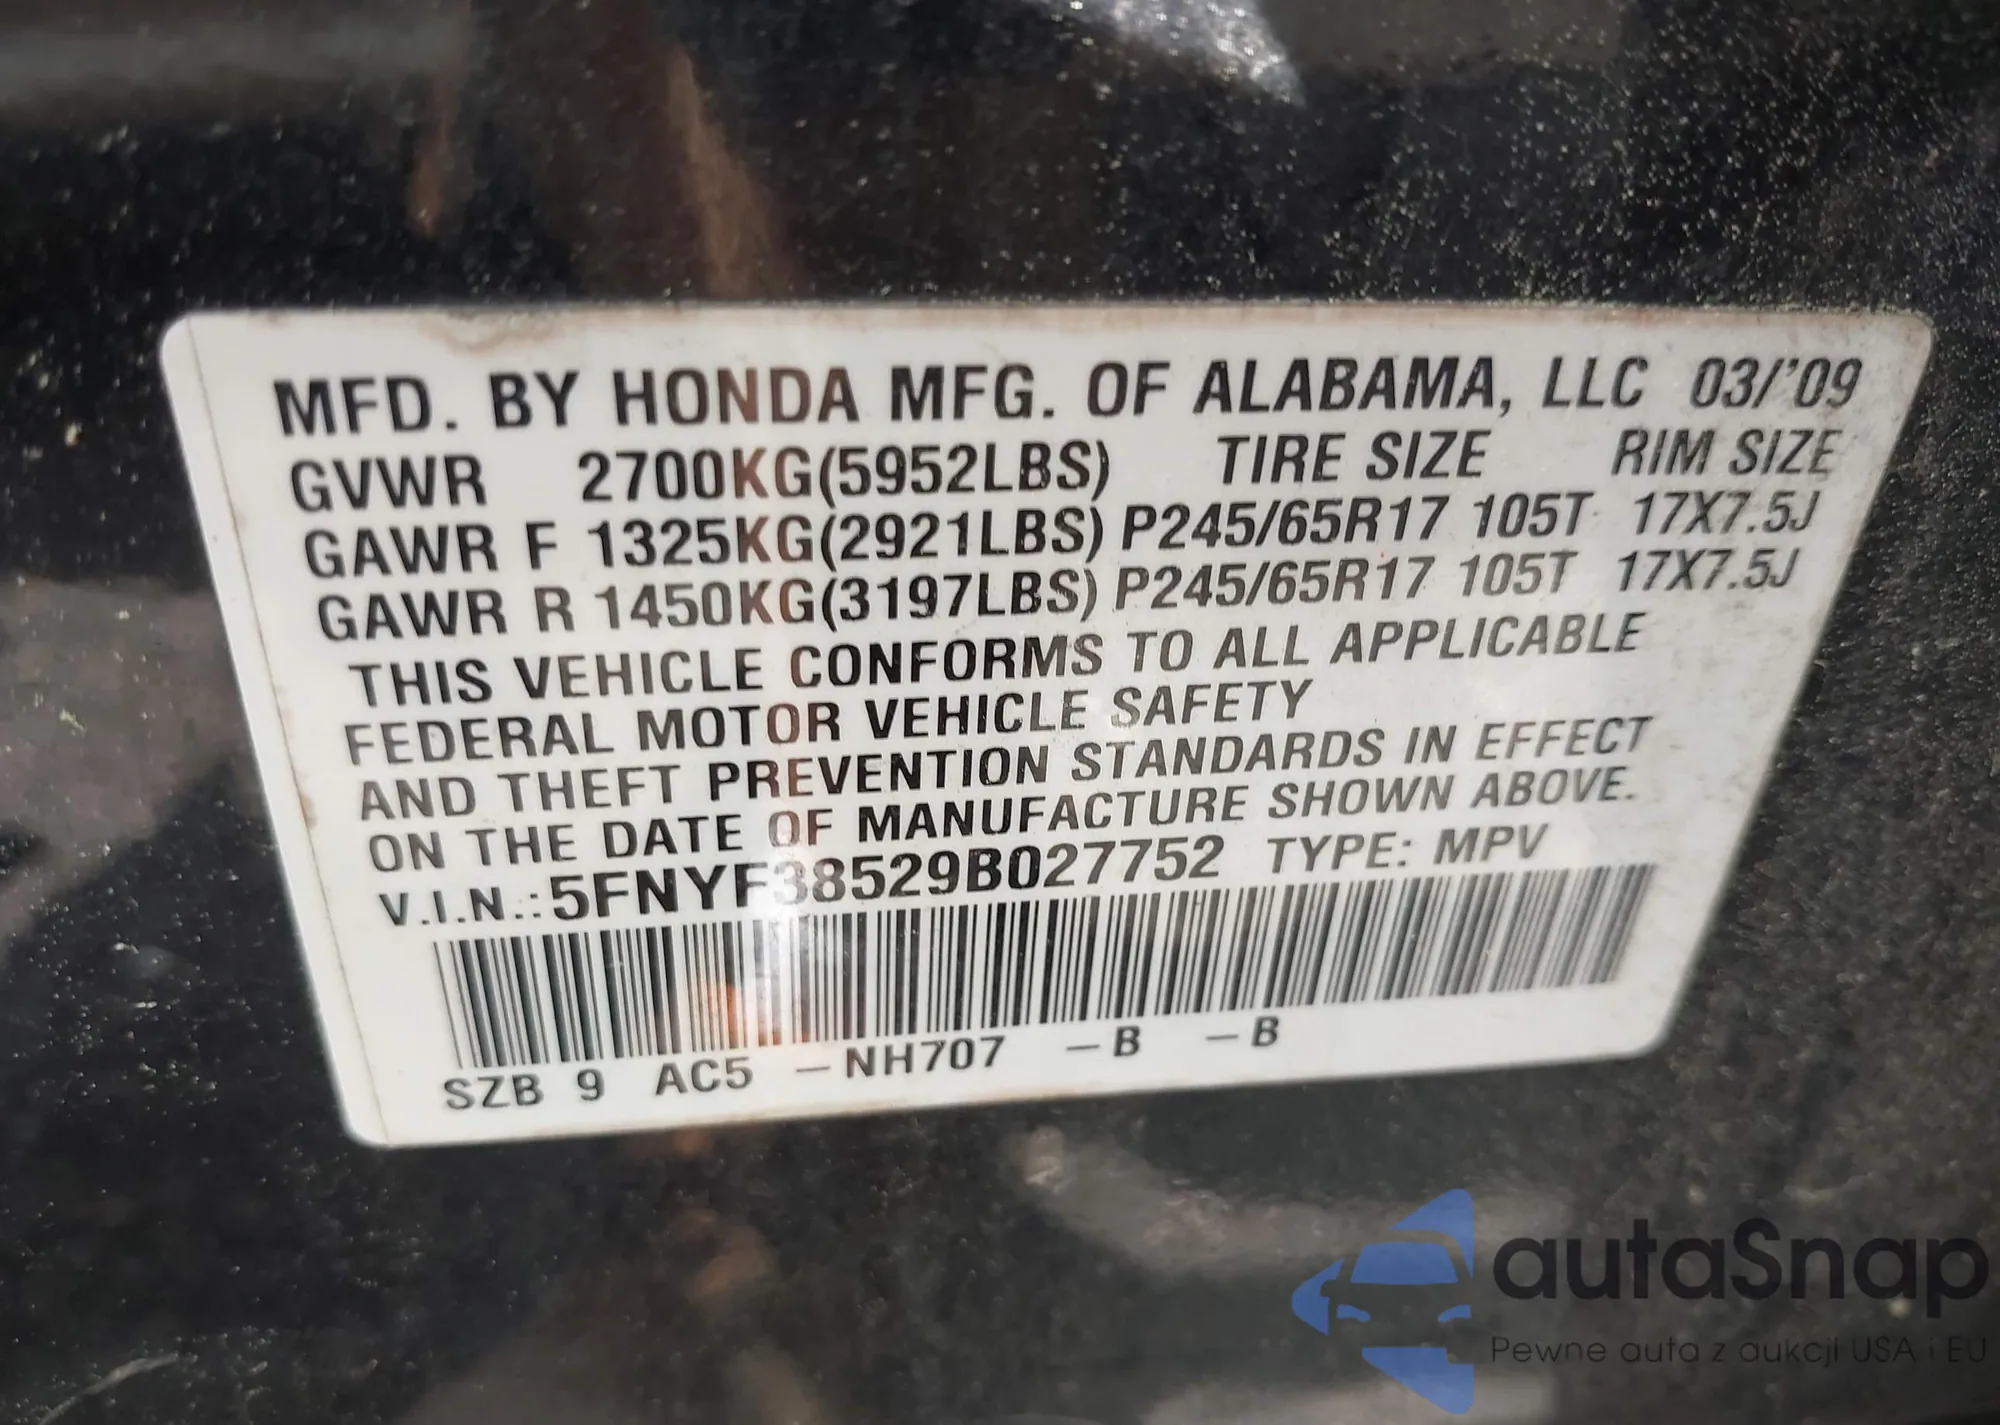 MFD. BY HONDA MFG. OF ALABAMA, LLC 03/'09
GVWR 2700KG(5952LBS) TIRE SIZE RIM SIZE
GAWR F 1325KG(2921LBS) P245/65R17 105T 17X7.5J
GAWR R 1450KG(3197LBS) P245/65R17 105T 17X7.5J
THIS VEHICLE CONFORMS TO ALL APPLICABLE
FEDERAL MOTOR VEHICLE SAFETY
AND THEFT PREVENTION STANDARDS IN EFFECT
ON THE DATE OF MANUFACTURE SHOWN ABOVE.
V.I.N.: 5FNYF38529B027752 TYPE: MPV
SZB 9 AC5 –NH707 –B –B
autaSnap
Pewne auta z aukcji USA i EU